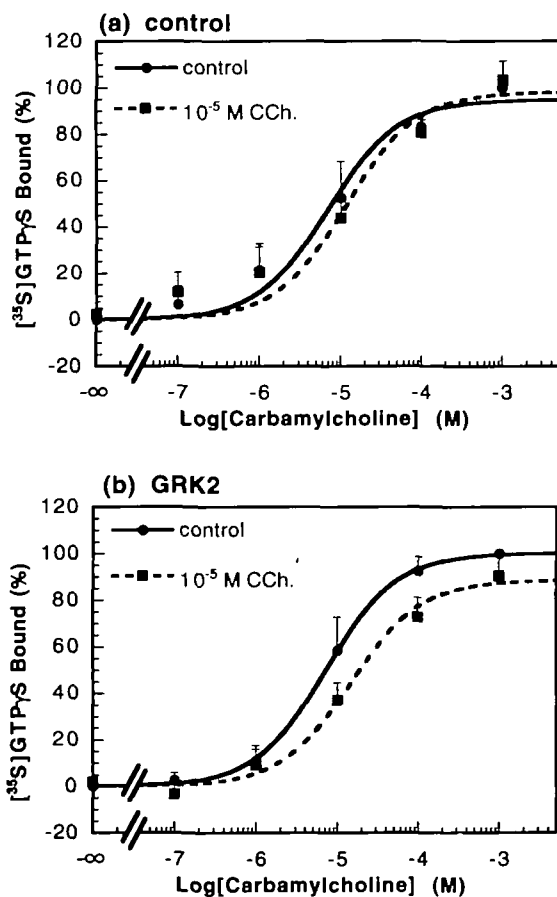 (a) control
120
100
80
60
40
20
0
-20
[³⁵S]GTPγS Bound (%)
control
10⁻⁵ M CCh.
-∞ -7 -6 -5 -4 -3
Log[Carbamylcholine] (M)
(b) GRK2
120
100
80
60
40
20
0
-20
[³⁵S]GTPγS Bound (%)
control
10⁻⁵ M CCh.
-∞ -7 -6 -5 -4 -3
Log[Carbamylcholine] (M)